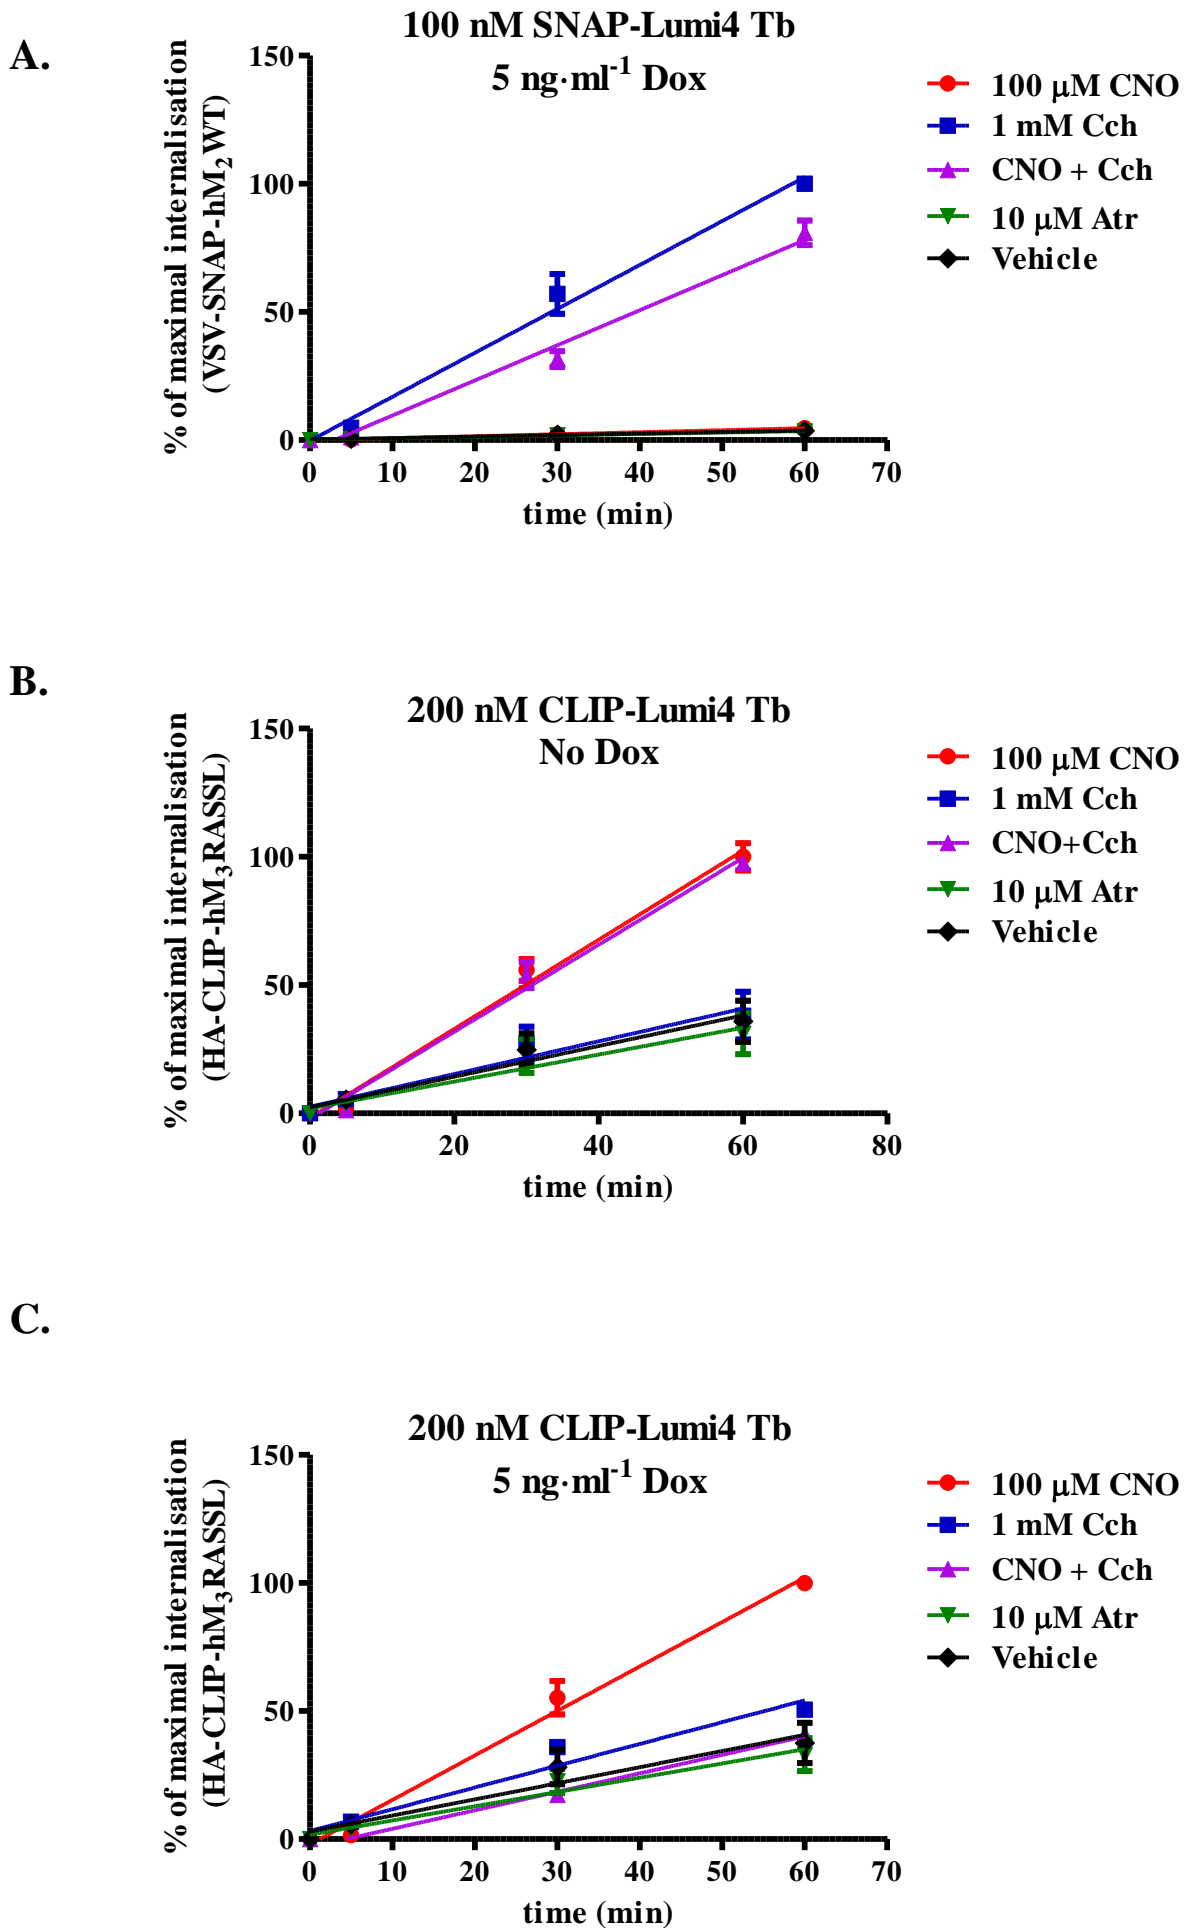 A.
100 nM SNAP-Lumi4 Tb
5 ng·ml⁻¹ Dox
% of maximal internalisation
(VSV-SNAP-hM₂WT)
150
100
50
0
0 10 20 30 40 50 60 70
time (min)
100 μM CNO
1 mM Cch
CNO + Cch
10 μM Atr
Vehicle
B.
200 nM CLIP-Lumi4 Tb
No Dox
% of maximal internalisation
(HA-CLIP-hM₃RASSL)
150
100
50
0
0 20 40 60 80
time (min)
100 μM CNO
1 mM Cch
CNO+Cch
10 μM Atr
Vehicle
C.
200 nM CLIP-Lumi4 Tb
5 ng·ml⁻¹ Dox
% of maximal internalisation
(HA-CLIP-hM₃RASSL)
150
100
50
0
0 10 20 30 40 50 60 70
time (min)
100 μM CNO
1 mM Cch
CNO + Cch
10 μM Atr
Vehicle